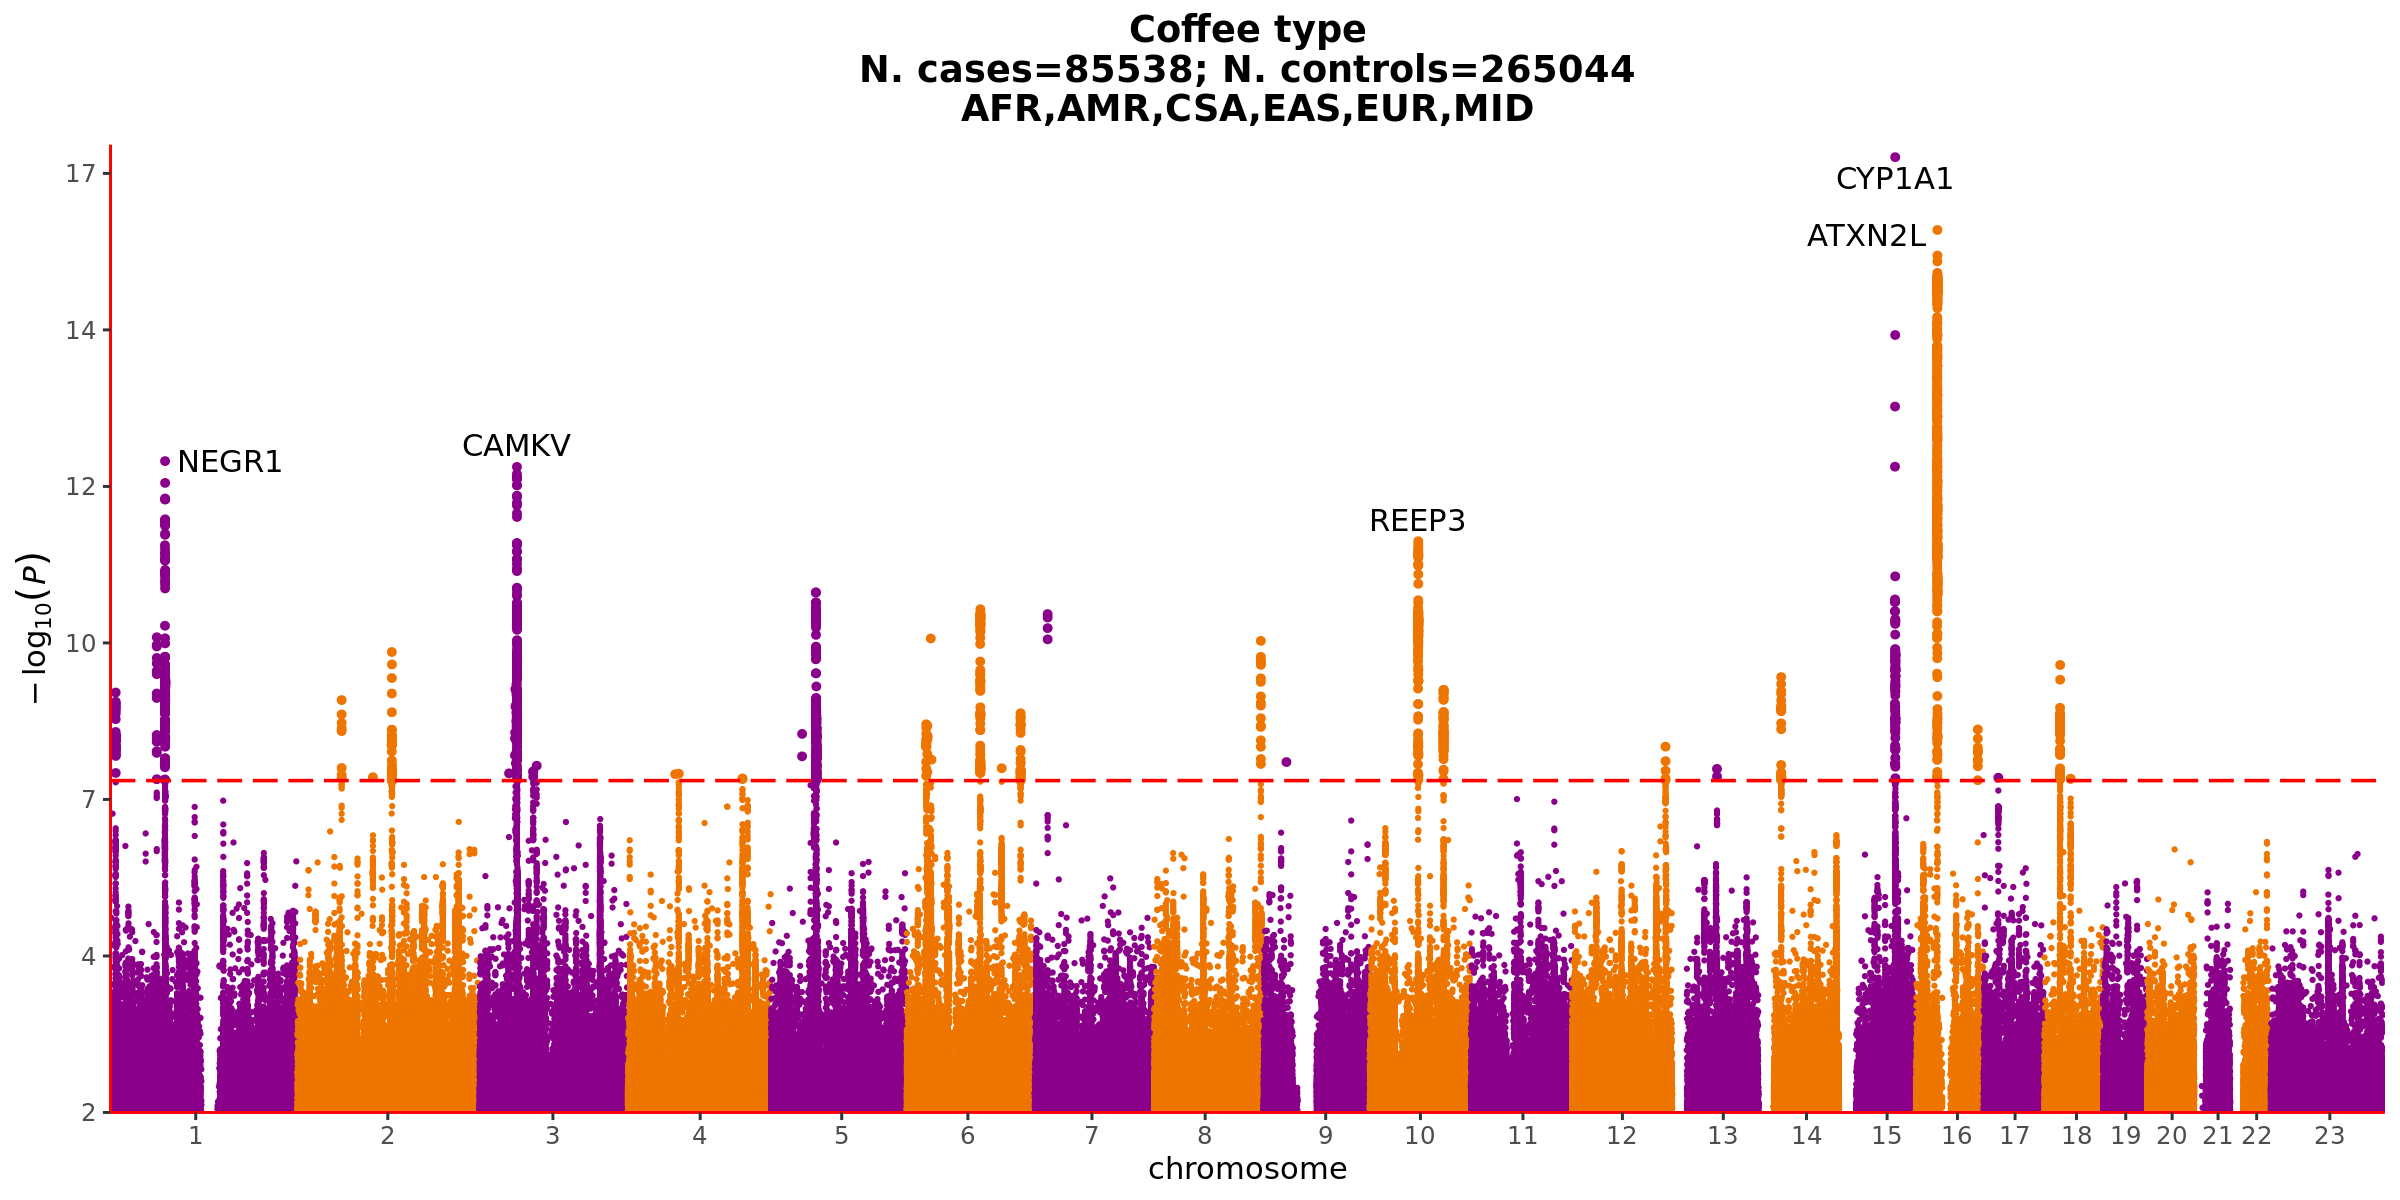 Coffee type
N. cases=85538; N. controls=265044
AFR,AMR,CSA,EAS,EUR,MID
17
CYP1A1
ATXN2L
14
CAMKV
NEGR1
12
REEP3
10
−log10(P)
7
4
2
1 2 3 4 5 6 7 8 9 10 11 12 13 14 15 16 17 18 19 20 21 22 23
chromosome